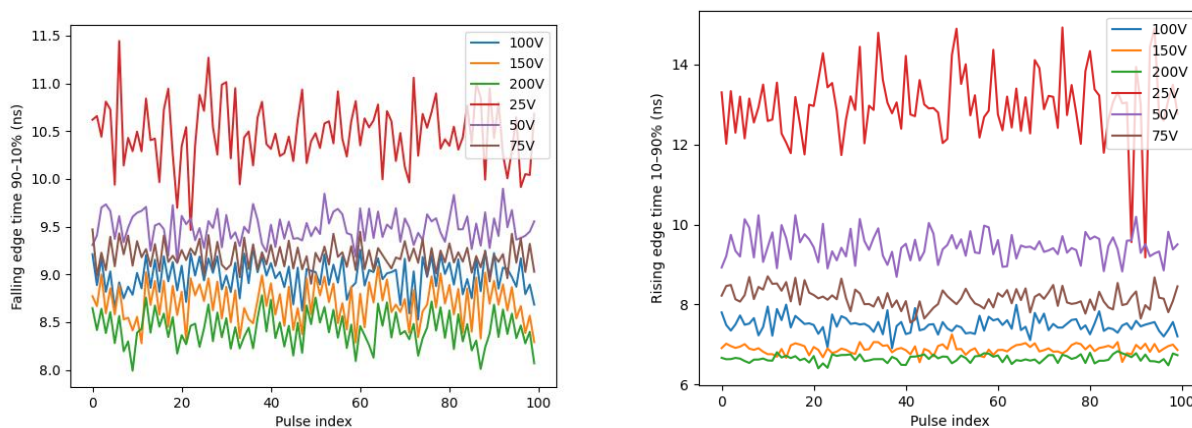 Falling edge time 90–10% (ns)
11.5
11.0
10.5
10.0
9.5
9.0
8.5
8.0
0
20
40
60
80
100
Pulse index
100V
150V
200V
25V
50V
75V
Rising edge time 10–90% (ns)
14
12
10
8
6
0
20
40
60
80
100
Pulse index
100V
150V
200V
25V
50V
75V